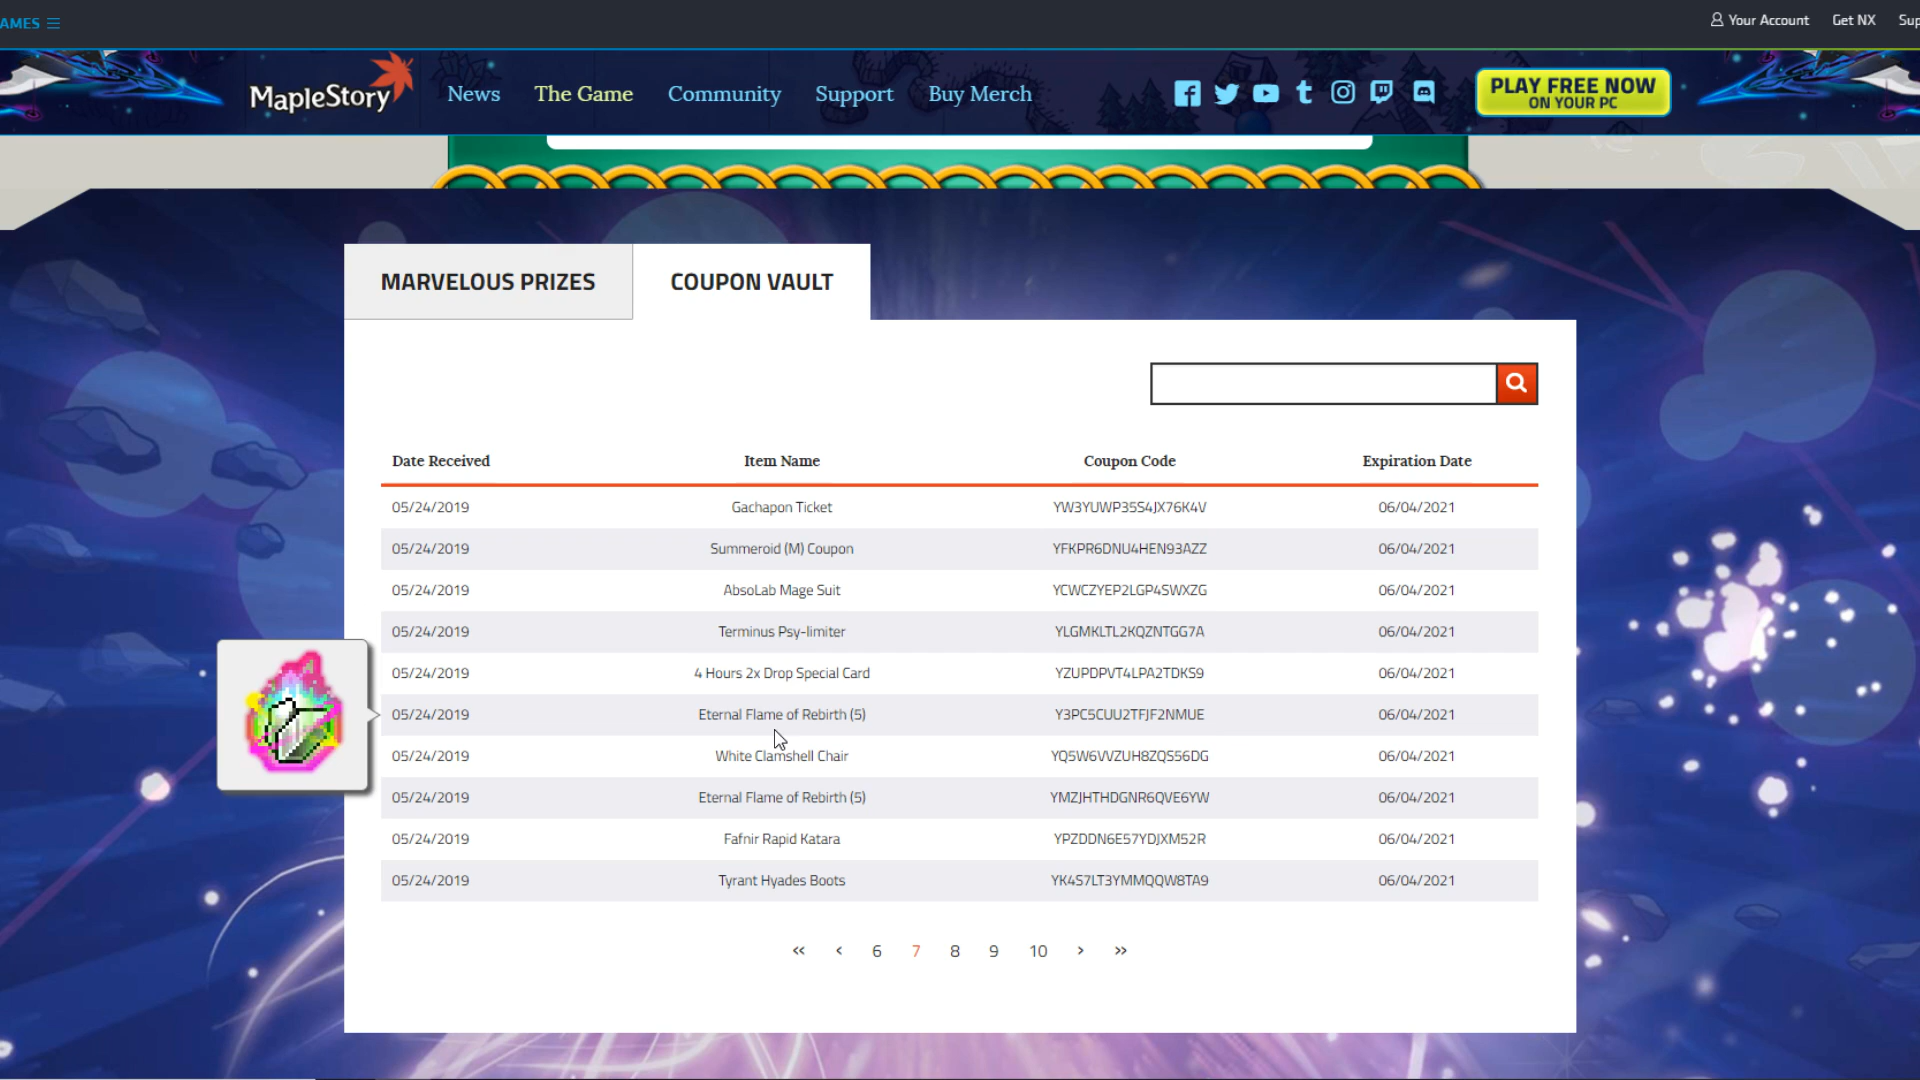 AMES
Your Account Get NX Sup
MapleStory News The Game Community Support Buy Merch
PLAY FREE NOW
ON YOUR PC
MARVELOUS PRIZES COUPON VAULT
Date Received Item Name Coupon Code Expiration Date
05/24/2019 Gachapon Ticket YW3YUWP35S4JX76K4V 06/04/2021
05/24/2019 Summeroid (M) Coupon YFKPR6DNU4HEN93AZZ 06/04/2021
05/24/2019 AbsoLab Mage Suit YCWCZYEP2LGP4SWXZG 06/04/2021
05/24/2019 Terminus Psy-limiter YLGMKLTL2KQZNTGG7A 06/04/2021
05/24/2019 4 Hours 2x Drop Special Card YZUPDPVT4LPA2TDKS9 06/04/2021
05/24/2019 Eternal Flame of Rebirth (5) Y3PC5CUU2TFJF2NMUE 06/04/2021
05/24/2019 White Clamshell Chair YQ5W6VVZUH8ZQS56DG 06/04/2021
05/24/2019 Eternal Flame of Rebirth (5) YMZJHTHDGNR6QVE6YW 06/04/2021
05/24/2019 Fafnir Rapid Katara YPZDDN6E57YDJXM52R 06/04/2021
05/24/2019 Tyrant Hyades Boots YK4S7LT3YMMQQW8TA9 06/04/2021
« ‹ 6 7 8 9 10 › »